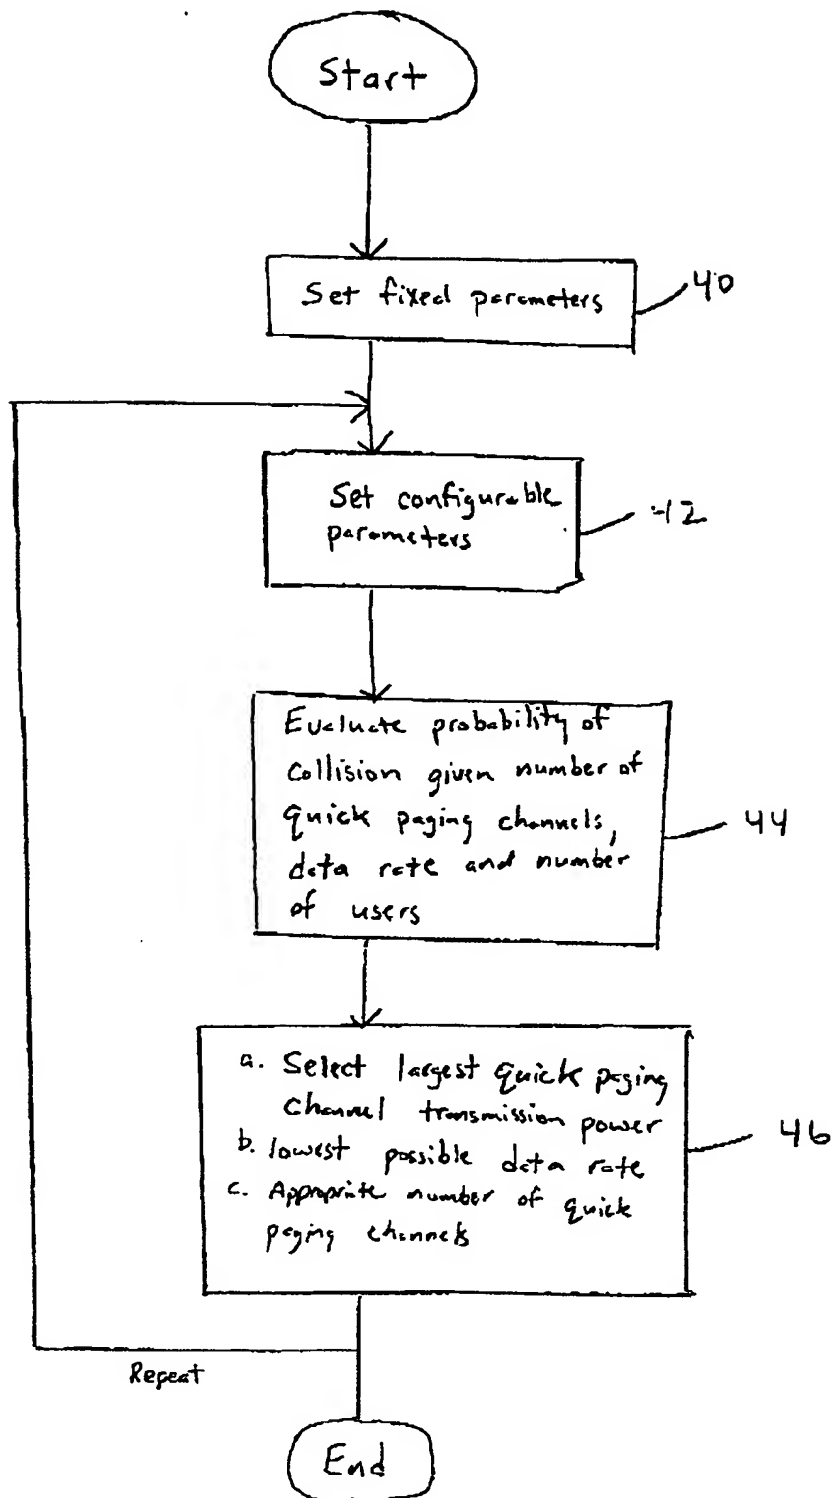 Start
Set fixed parameters
40
Set configurable
parameters
42
Evaluate probability of
collision given number of
quick paging channels,
data rate and number
of users
44
a. Select largest quick paging
channel transmission power
b. lowest possible data rate
c. Appropriate number of quick
paging channels
46
Repeat
End